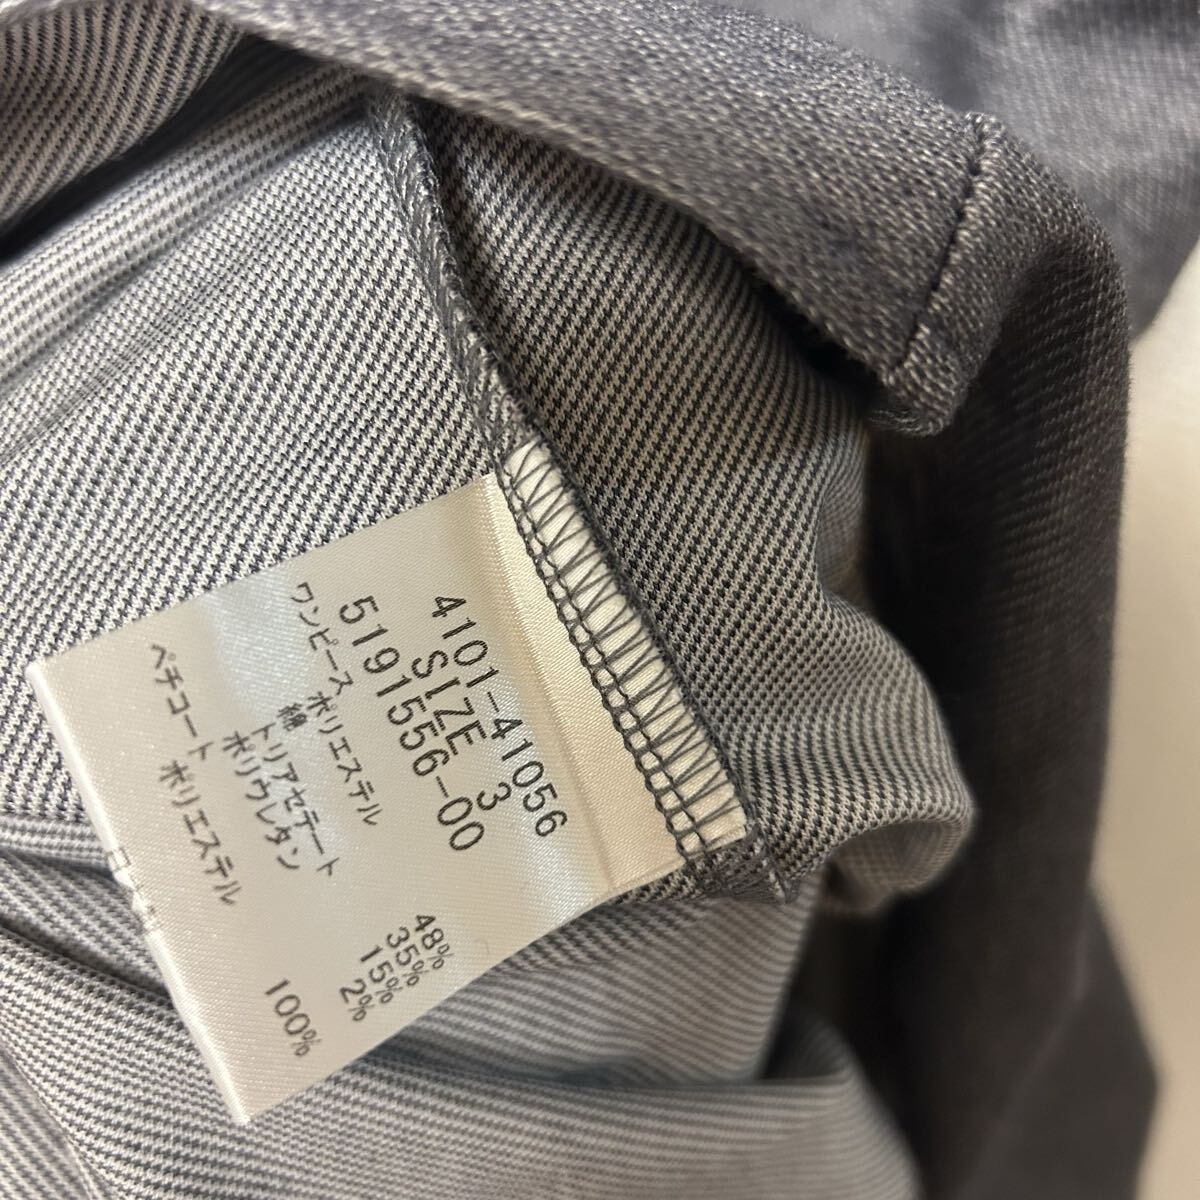 4101-41056
SIZE 3
5191556-00
ワンピース ポリエステル 48%
綿 35%
トリアセテート 15%
ポリウレタン 2%
ペチコート ポリエステル 100%